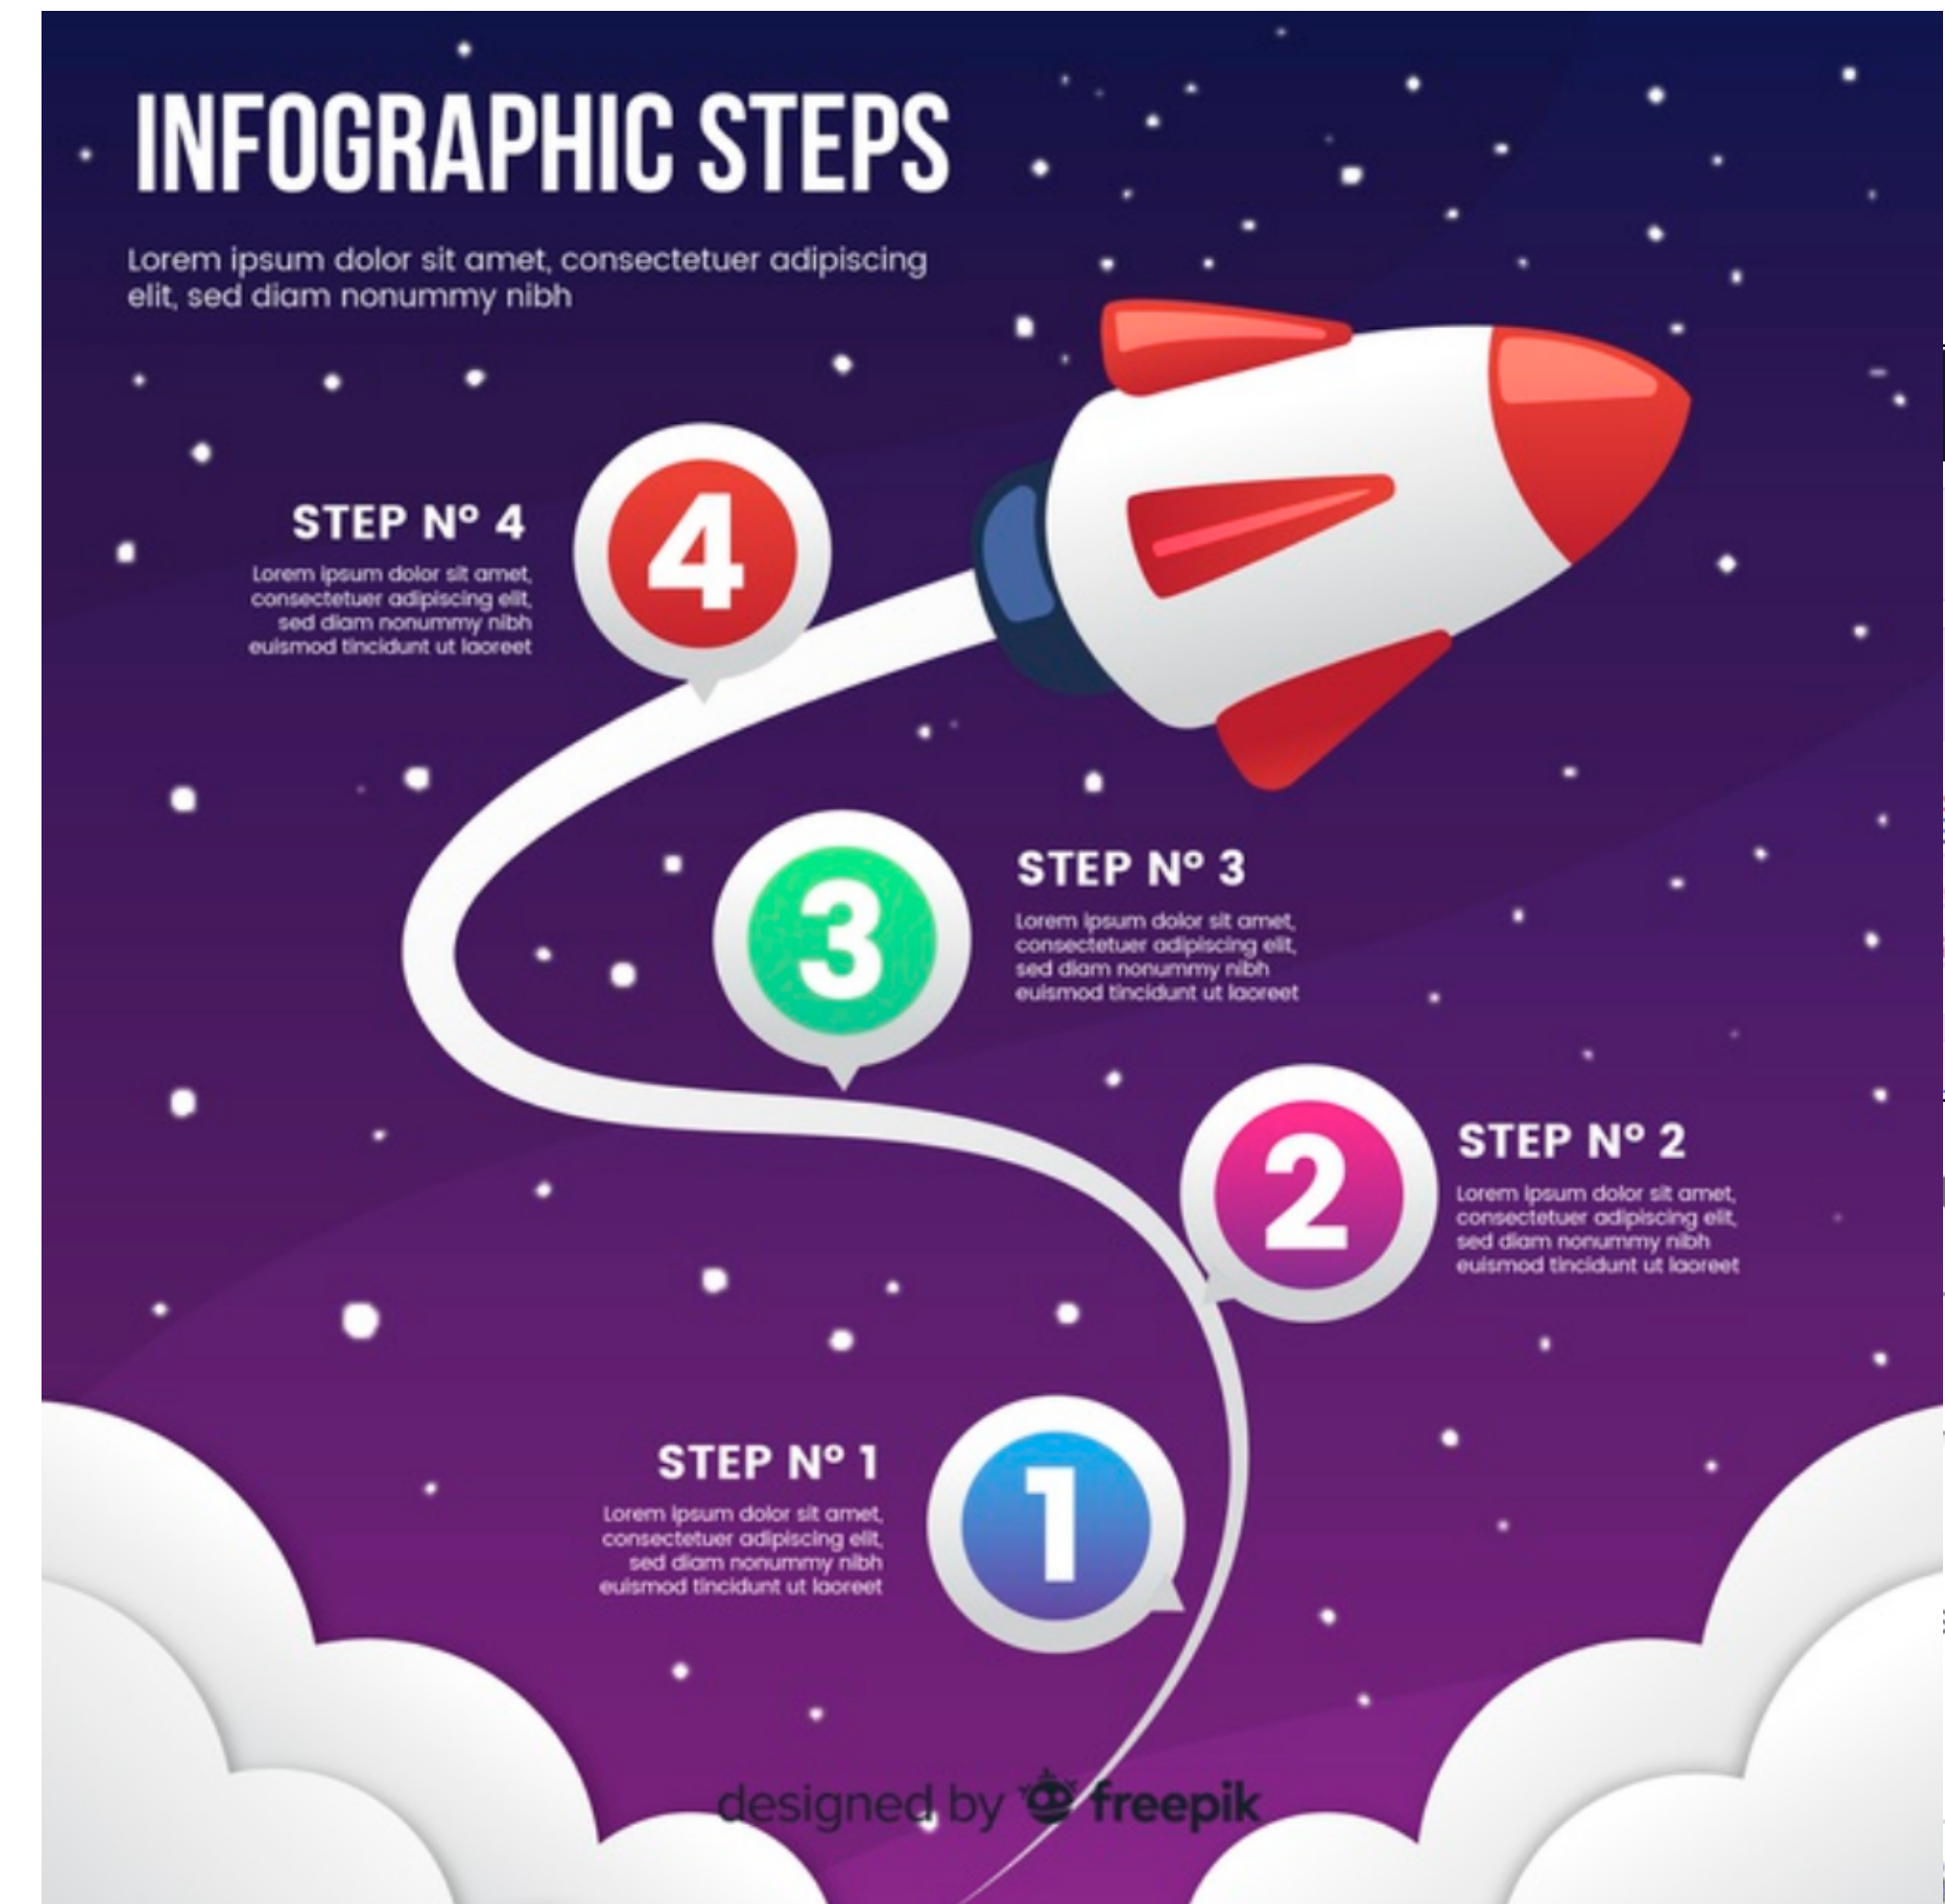 INFOGRAPHIC STEPS
Lorem ipsum dolor sit amet, consectetuer adipiscing
elit, sed diam nonummy nibh
STEP Nº 4
Lorem ipsum dolor sit amet,
consectetuer adipiscing elit,
sed diam nonummy nibh
euismod tincidunt ut laoreet
4
3
STEP Nº 3
Lorem ipsum dolor sit amet,
consectetuer adipiscing elit,
sed diam nonummy nibh
euismod tincidunt ut laoreet
2
STEP Nº 2
Lorem ipsum dolor sit amet,
consectetuer adipiscing elit,
sed diam nonummy nibh
euismod tincidunt ut laoreet
STEP Nº 1
Lorem ipsum dolor sit amet,
consectetuer adipiscing elit,
sed diam nonummy nibh
euismod tincidunt ut laoreet
1
designed by freepik